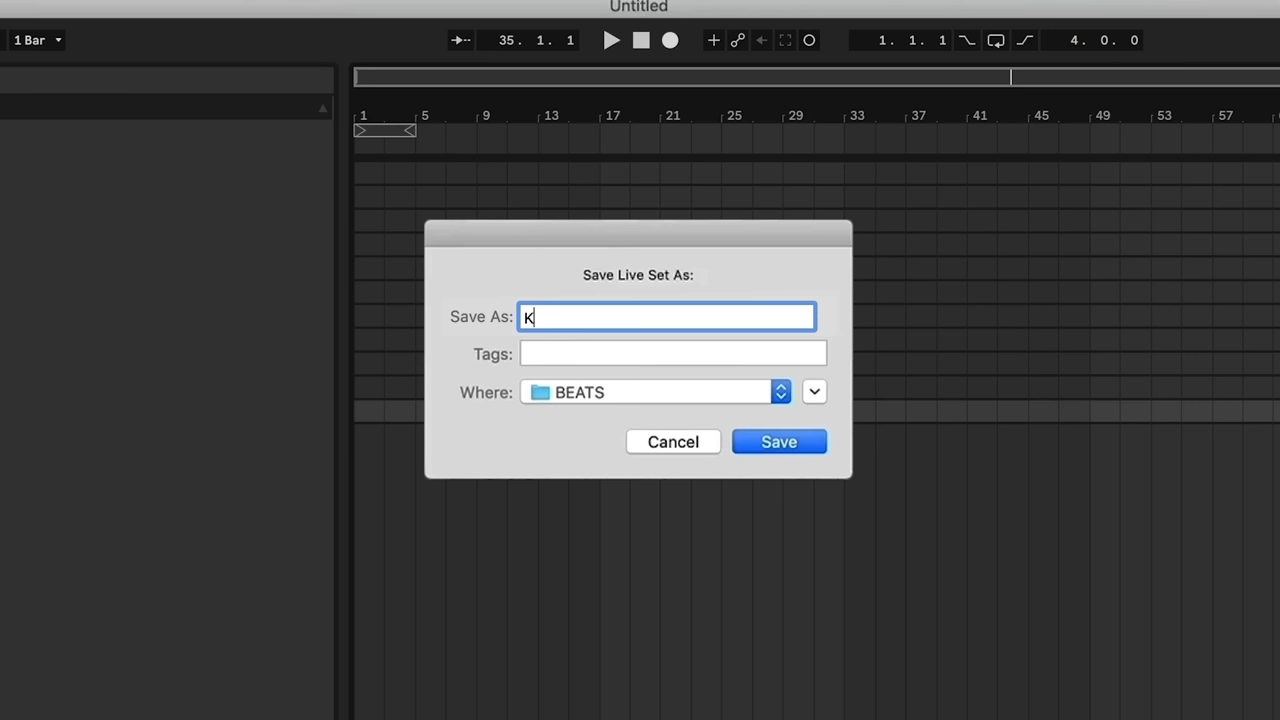 Untitled
1 Bar
35. 1. 1
1. 1. 1
4. 0. 0
1 5 9 13 17 21 25 29 33 37 41 45 49 53 57
Save Live Set As:
Save As: K
Tags:
Where: BEATS
Cancel Save